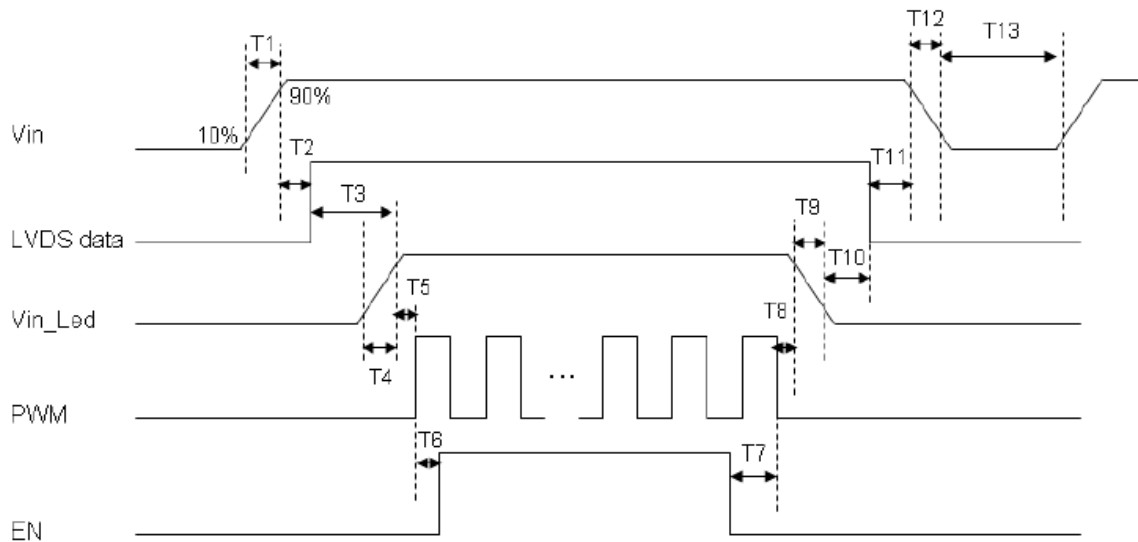 T1
T12
T13
90%
Vin
10%
T2
T11
T3
T9
LVDS data
T10
T5
Vin_Led
T8
T4
...
PWM
T6
T7
EN